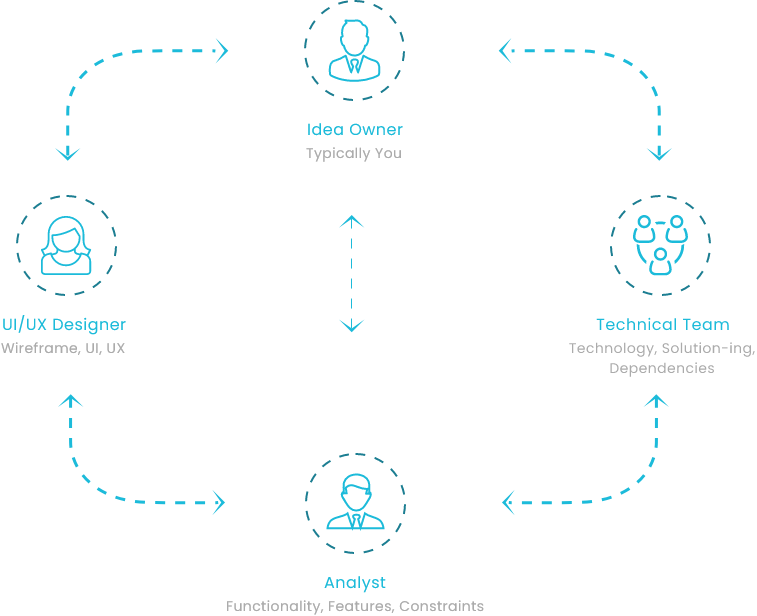 Idea Owner
Typically You
UI/UX Designer
Wireframe, UI, UX
Technical Team
Technology, Solution-ing,
Dependencies
Analyst
Functionality, Features, Constraints